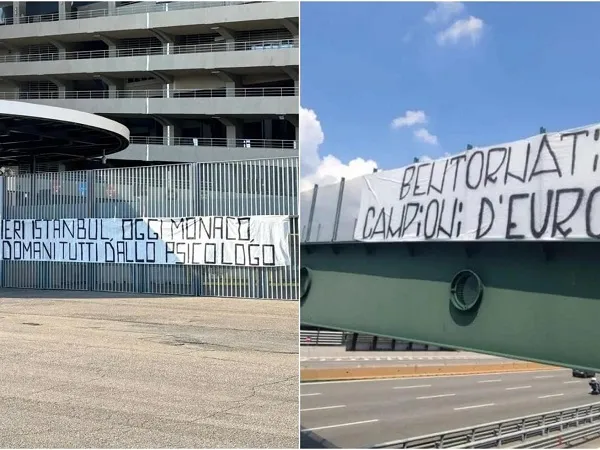 IERI ISTANBUL, OGGI MONACO,
DOMANI TUTTI DALLO PSICOLOGO
BENTORNATI
CAMPIONI D'EURO